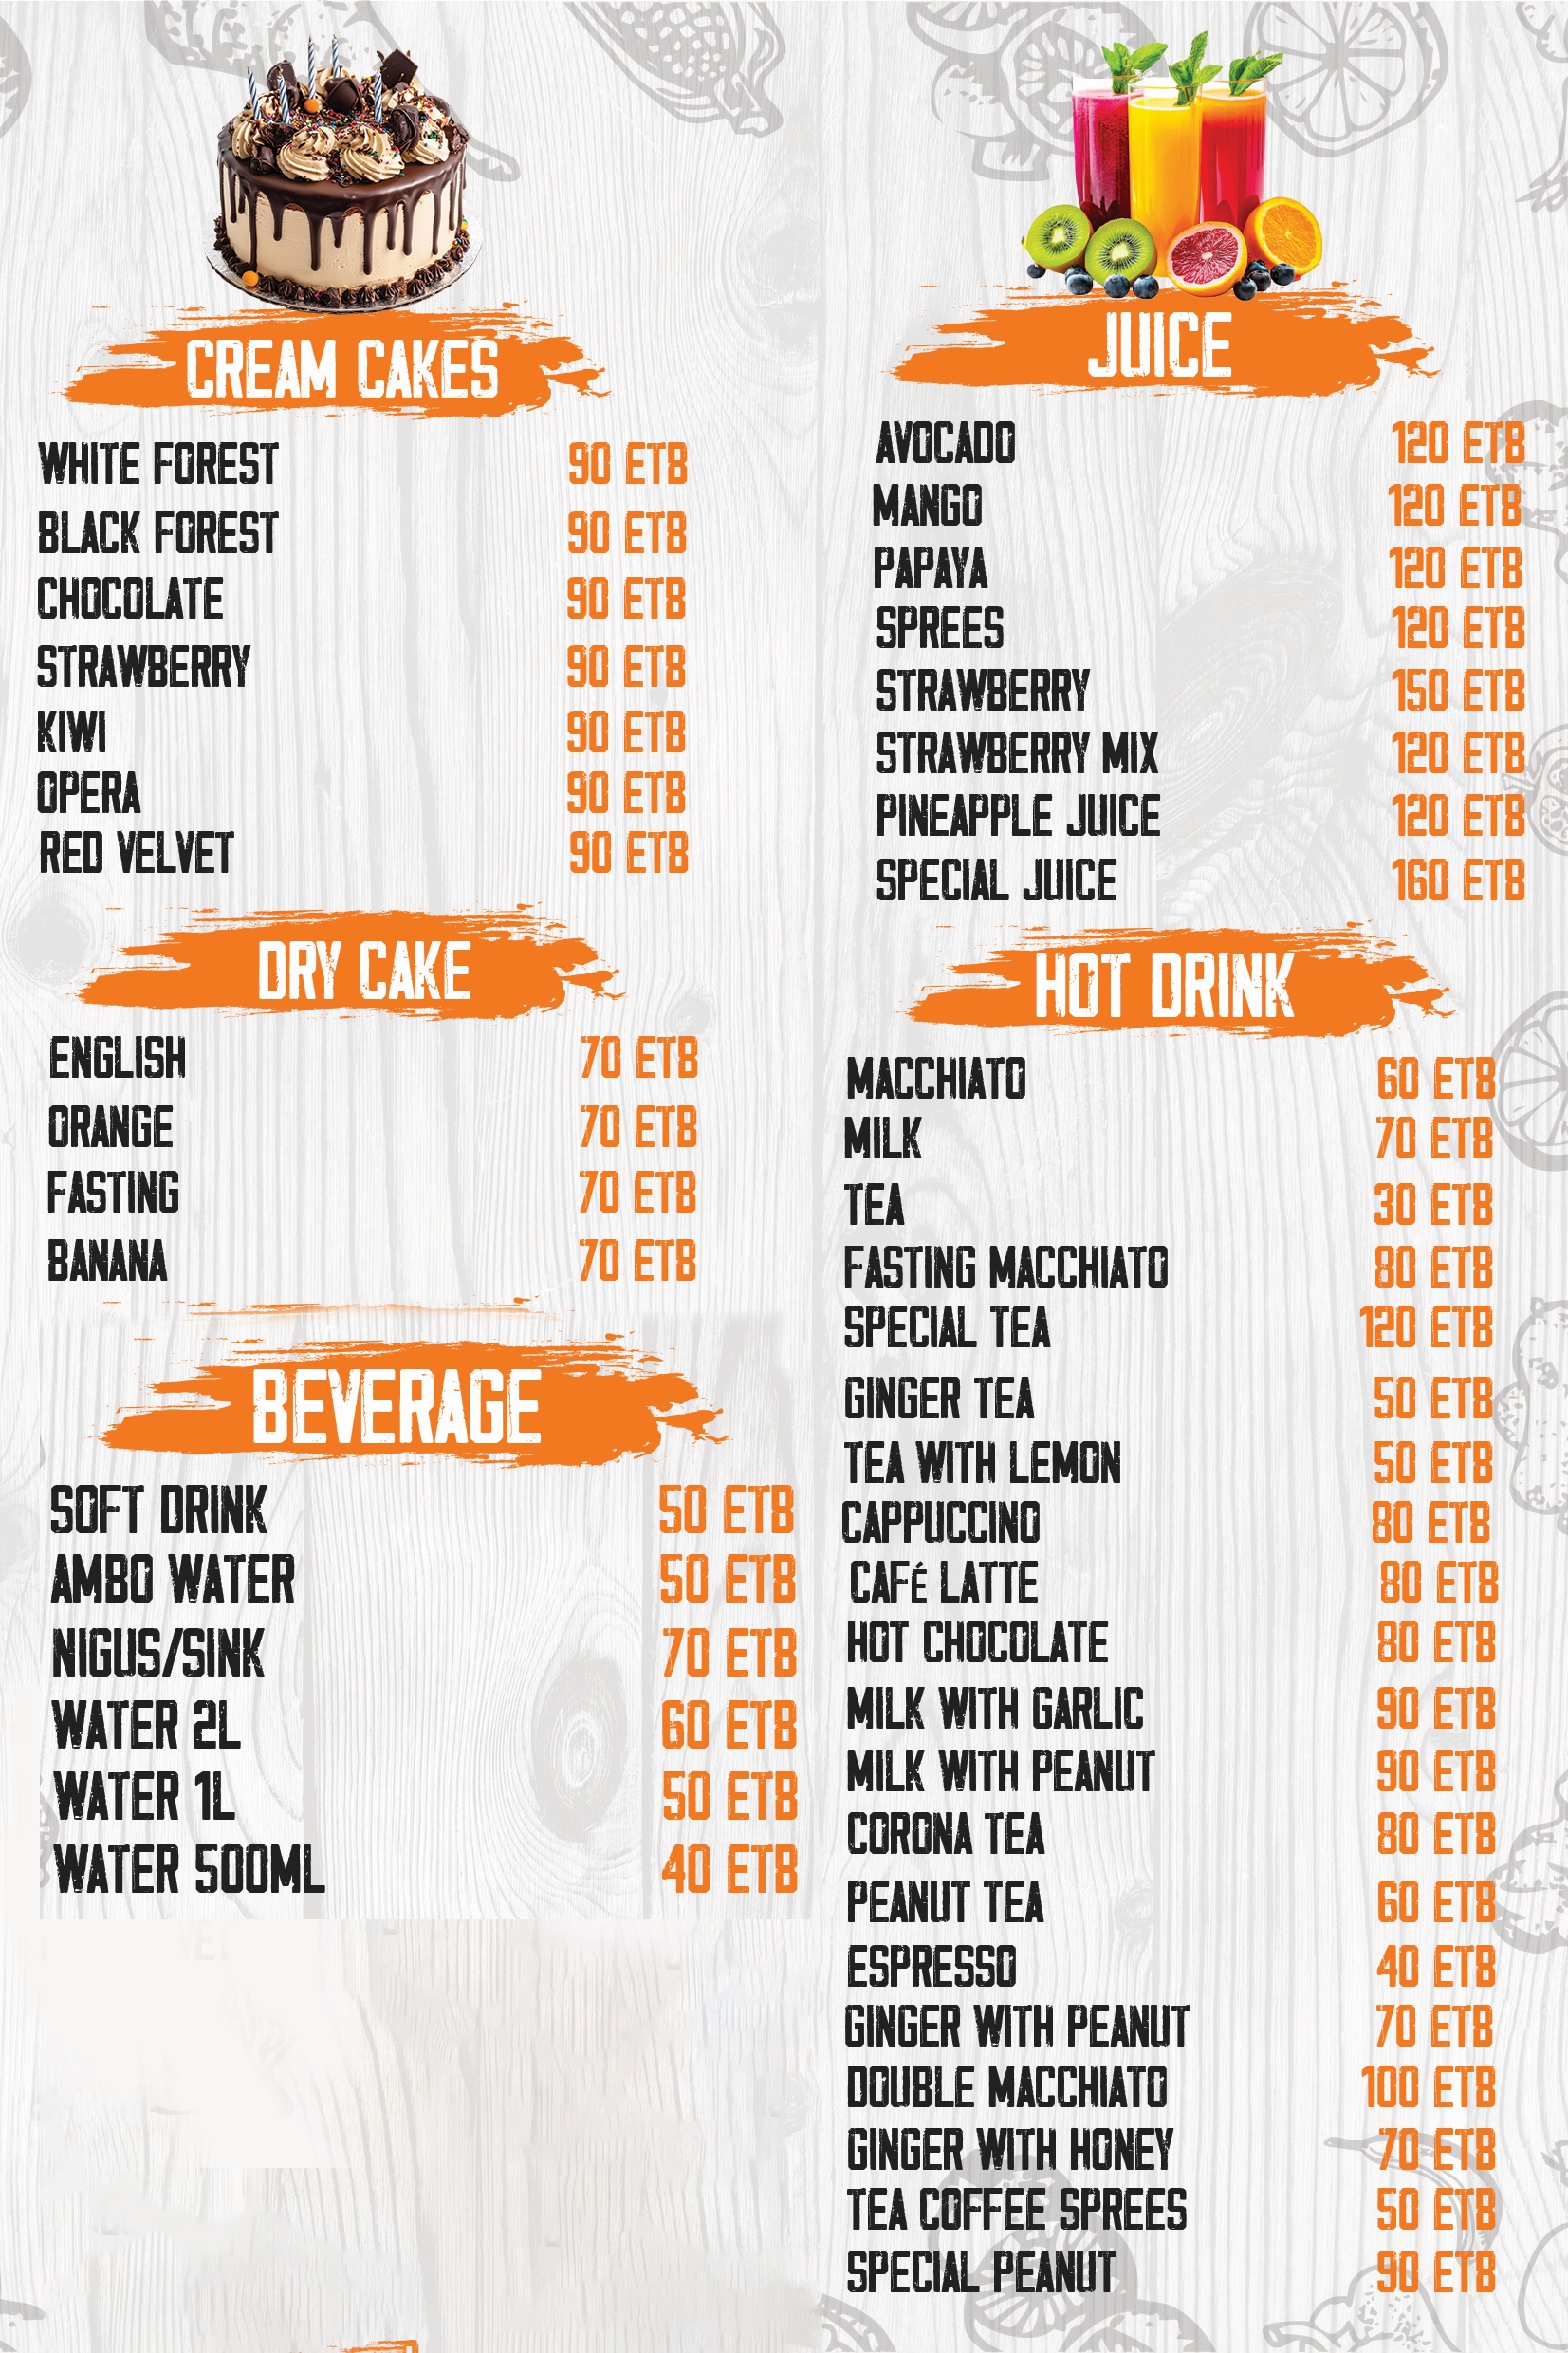 CREAM CAKES
WHITE FOREST 90 ETB
BLACK FOREST 90 ETB
CHOCOLATE 90 ETB
STRAWBERRY 90 ETB
KIWI 90 ETB
OPERA 90 ETB
RED VELVET 90 ETB
DRY CAKE
ENGLISH 70 ETB
ORANGE 70 ETB
FASTING 70 ETB
BANANA 70 ETB
BEVERAGE
SOFT DRINK 50 ETB
AMBO WATER 50 ETB
NIGUS/SINK 70 ETB
WATER 2L 60 ETB
WATER 1L 50 ETB
WATER 500ML 40 ETB
JUICE
AVOCADO 120 ETB
MANGO 120 ETB
PAPAYA 120 ETB
SPREES 120 ETB
STRAWBERRY 150 ETB
STRAWBERRY MIX 120 ETB
PINEAPPLE JUICE 120 ETB
SPECIAL JUICE 160 ETB
HOT DRINK
MACCHIATO 60 ETB
MILK 70 ETB
TEA 30 ETB
FASTING MACCHIATO 80 ETB
SPECIAL TEA 120 ETB
GINGER TEA 50 ETB
TEA WITH LEMON 50 ETB
CAPPUCCINO 80 ETB
CAFÉ LATTE 80 ETB
HOT CHOCOLATE 80 ETB
MILK WITH GARLIC 90 ETB
MILK WITH PEANUT 90 ETB
CORONA TEA 80 ETB
PEANUT TEA 60 ETB
ESPRESSO 40 ETB
GINGER WITH PEANUT 70 ETB
DOUBLE MACCHIATO 100 ETB
GINGER WITH HONEY 70 ETB
TEA COFFEE SPREES 50 ETB
SPECIAL PEANUT 90 ETB